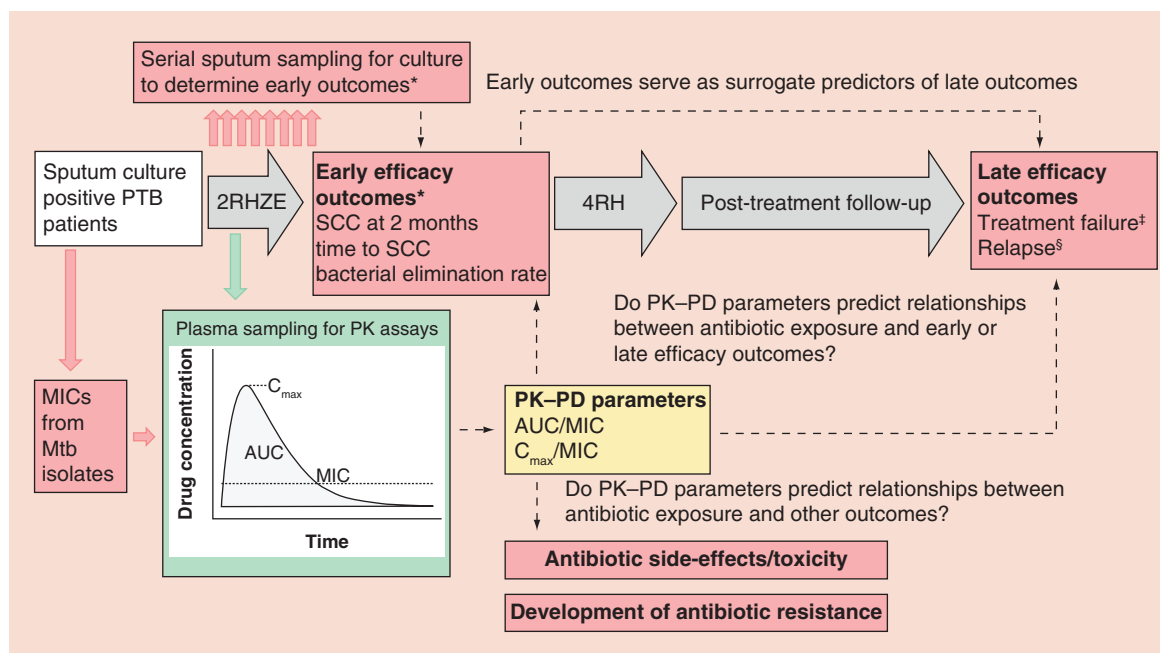 Serial sputum sampling for culture
to determine early outcomes*
Early outcomes serve as surrogate predictors of late outcomes
Sputum culture
positive PTB
patients
2RHZE
Early efficacy
outcomes*
SCC at 2 months
time to SCC
bacterial elimination rate
4RH
Post-treatment follow-up
Late efficacy
outcomes
Treatment failure‡
Relapse§
Plasma sampling for PK assays
Drug concentration
Cmax
AUC
MIC
Time
MICs
from
Mtb
isolates
Do PK–PD parameters predict relationships
between antibiotic exposure and early or
late efficacy outcomes?
PK–PD parameters
AUC/MIC
Cmax/MIC
Do PK–PD parameters predict relationships between
antibiotic exposure and other outcomes?
Antibiotic side-effects/toxicity
Development of antibiotic resistance